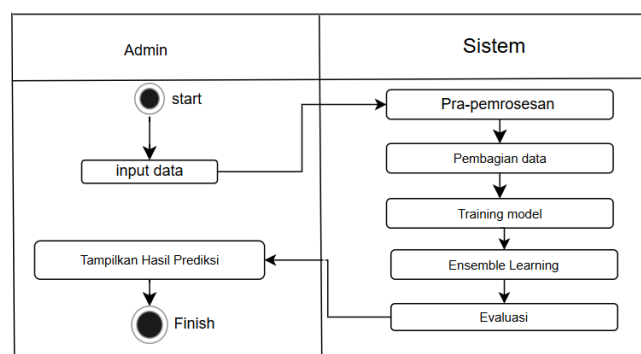 Admin
Sistem
start
input data
Pra-pemrosesan
Pembagian data
Training model
Ensemble Learning
Evaluasi
Tampilkan Hasil Prediksi
Finish